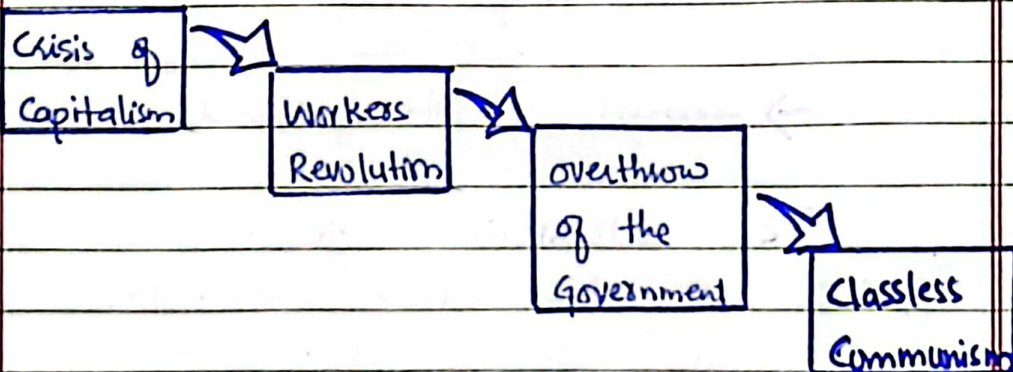 Crisis of
Capitalism
Workers
Revolution
overthrow
of the
Government
Classless
Communism